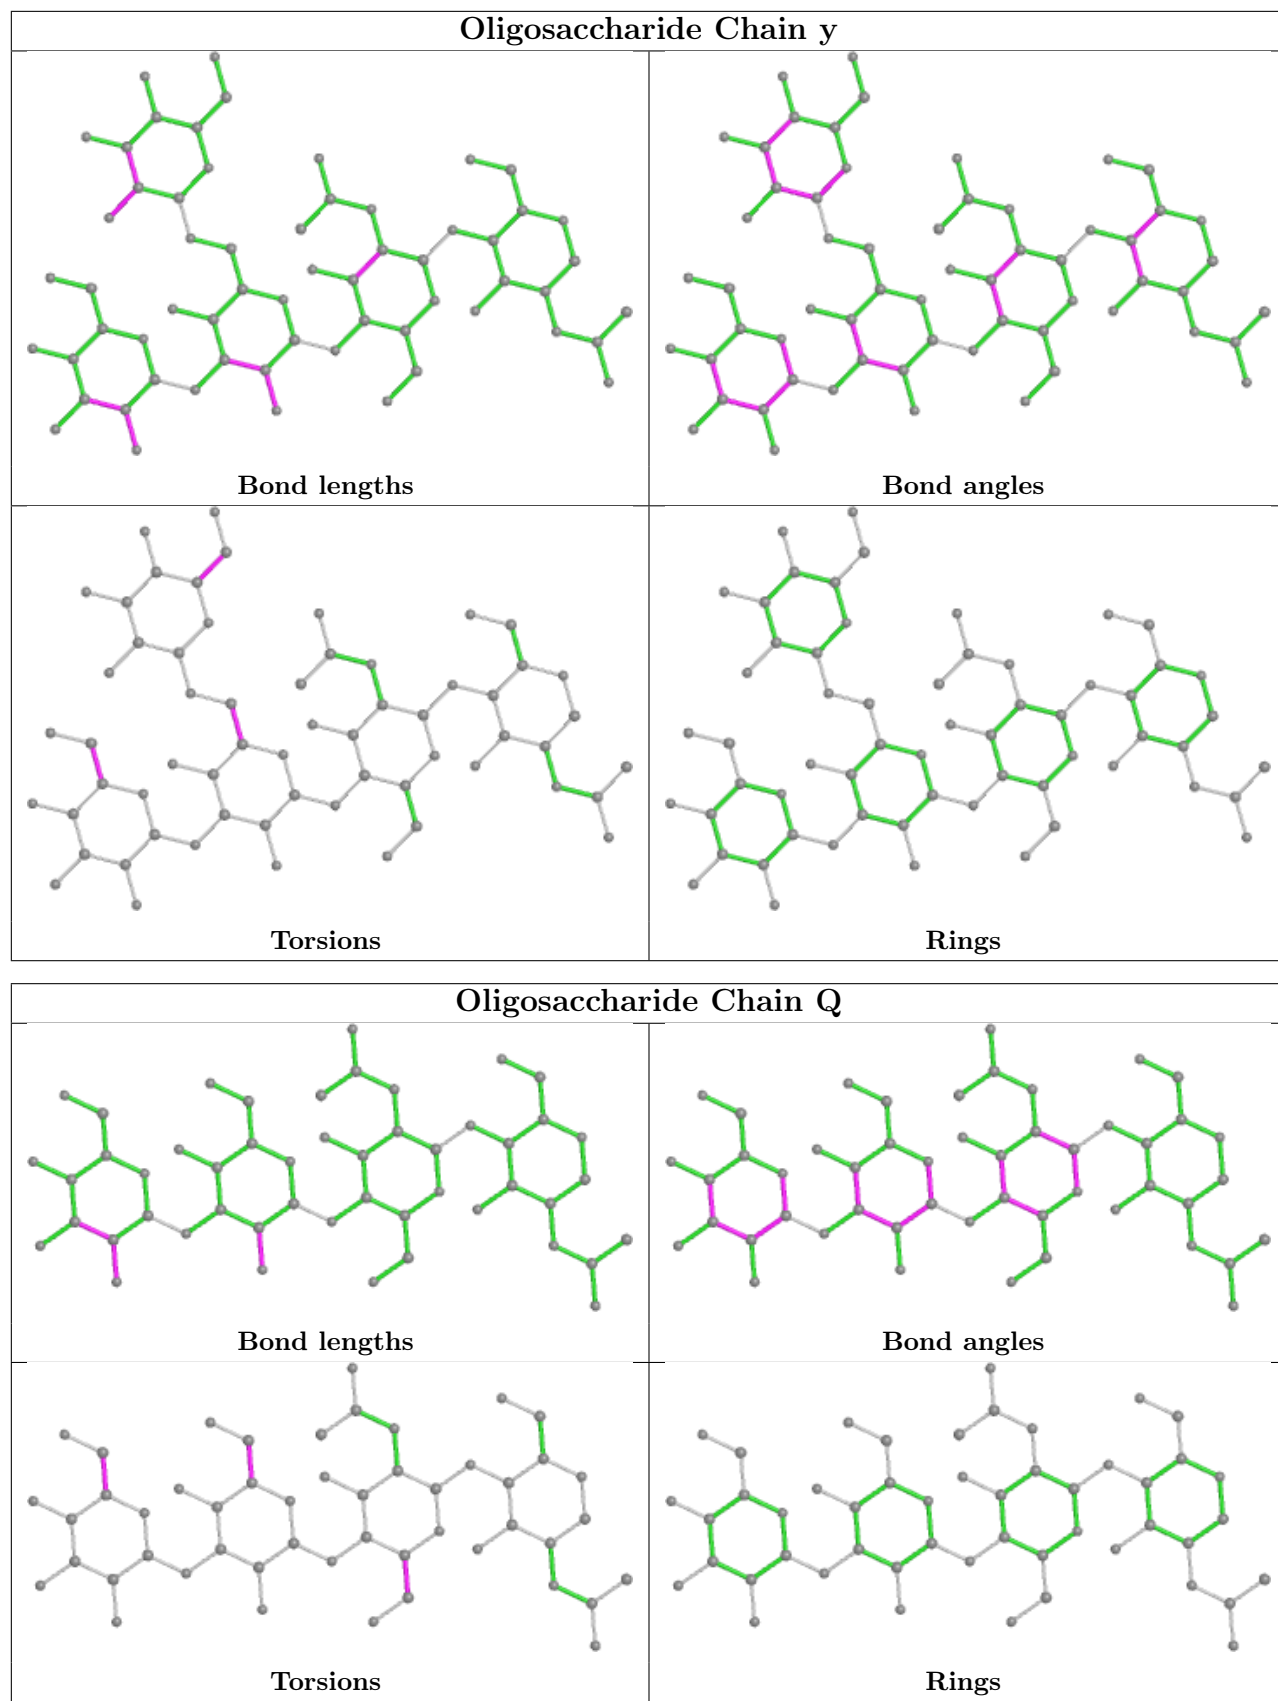 Oligosaccharide Chain y
Bond lengths
Bond angles
Torsions
Rings
Oligosaccharide Chain Q
Bond lengths
Bond angles
Torsions
Rings